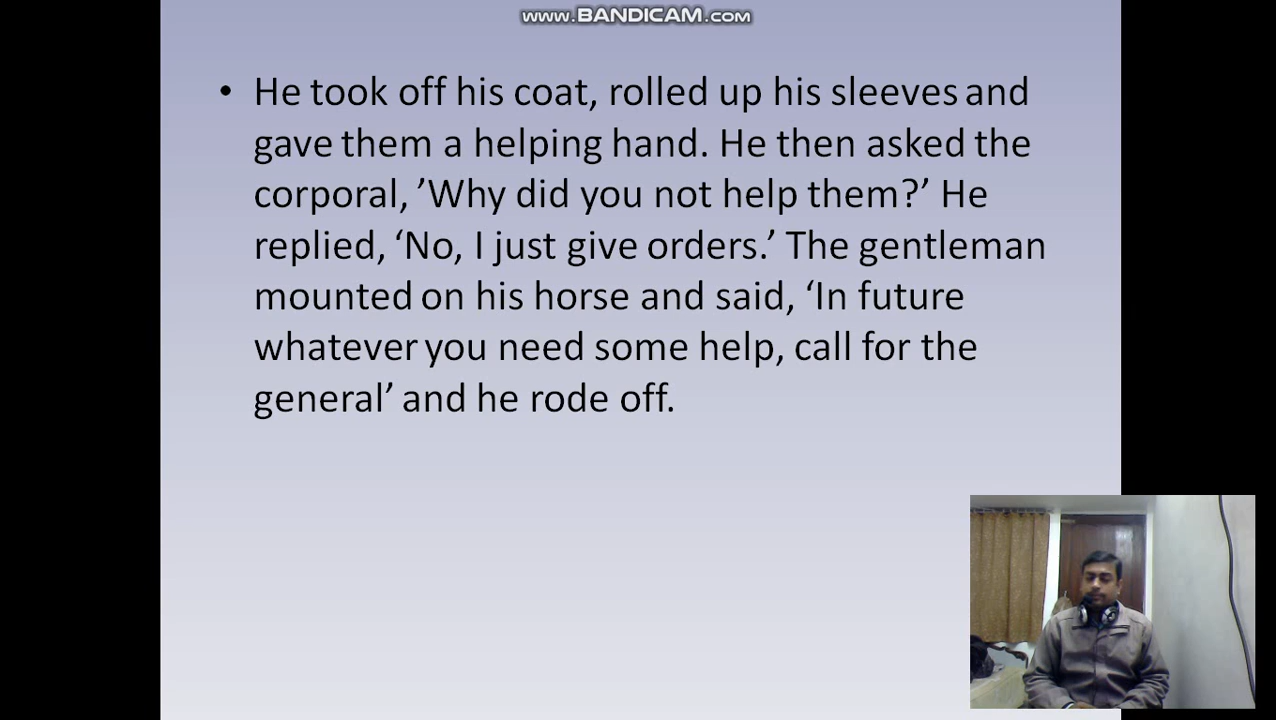 www.BANDICAM.com
• He took off his coat, rolled up his sleeves and
gave them a helping hand. He then asked the
corporal, ’Why did you not help them?’ He
replied, ‘No, I just give orders.’ The gentleman
mounted on his horse and said, ‘In future
whatever you need some help, call for the
general’ and he rode off.